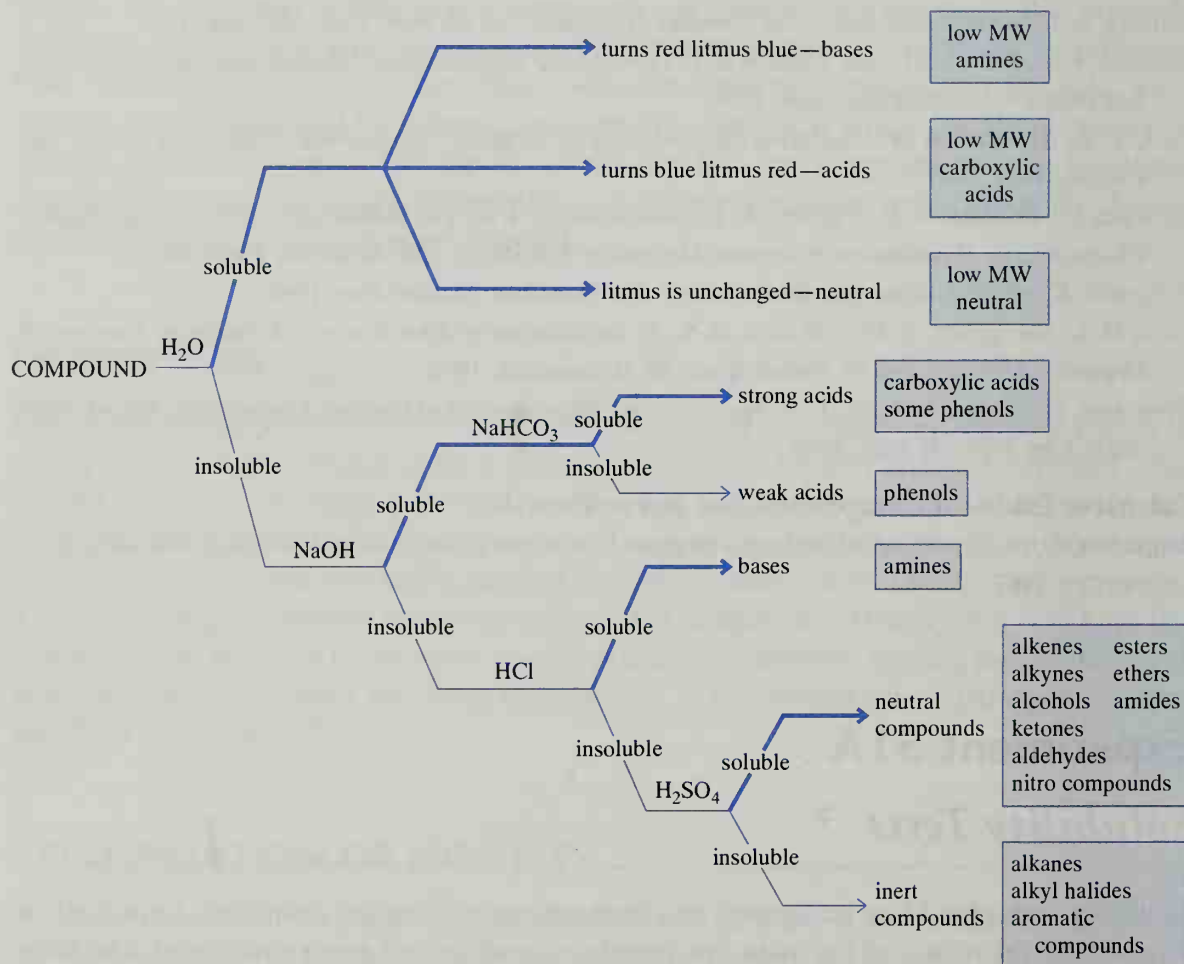 turns red litmus blue—bases
low MW
amines
turns blue litmus red—acids
low MW
carboxylic
acids
soluble
litmus is unchanged—neutral
low MW
neutral
COMPOUND
H₂O
insoluble
NaOH
soluble
NaHCO₃
soluble
strong acids
carboxylic acids
some phenols
insoluble
weak acids
phenols
insoluble
HCl
soluble
bases
amines
insoluble
H₂SO₄
soluble
neutral
compounds
alkenes esters
alkynes ethers
alcohols amides
ketones
aldehydes
nitro compounds
insoluble
inert
compounds
alkanes
alkyl halides
aromatic
compounds